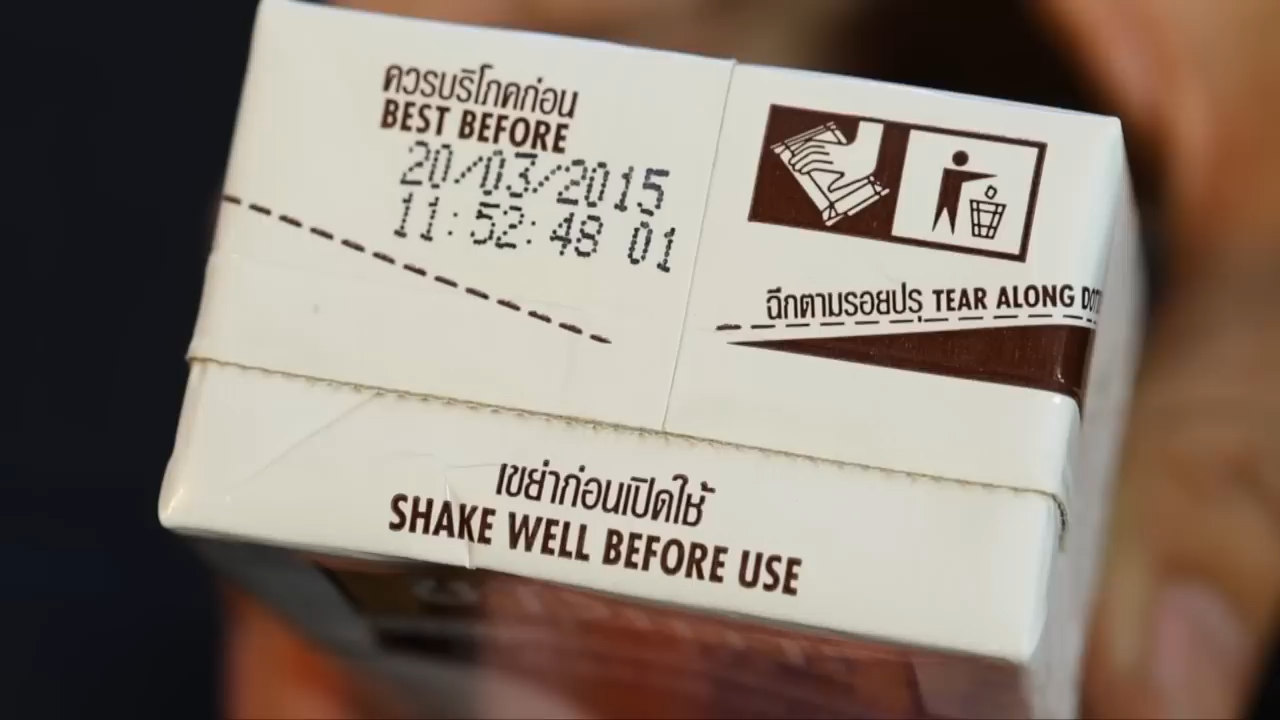 ควรบริโภคก่อน
BEST BEFORE
20/03/2015
11:52:48 01
ฉีกตามรอยปรุ TEAR ALONG
เขย่าก่อนเปิดใช้
SHAKE WELL BEFORE USE